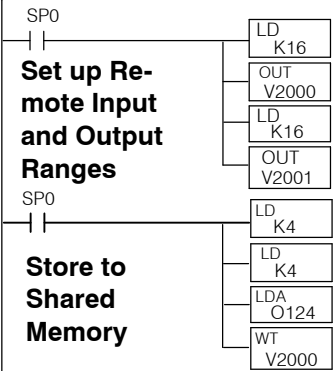 SP0
LD
K16
OUT
V2000
LD
K16
OUT
V2001
Set up Re-
mote Input
and Output
Ranges
SP0
LD
K4
LD
K4
LDA
O124
WT
V2000
Store to
Shared
Memory